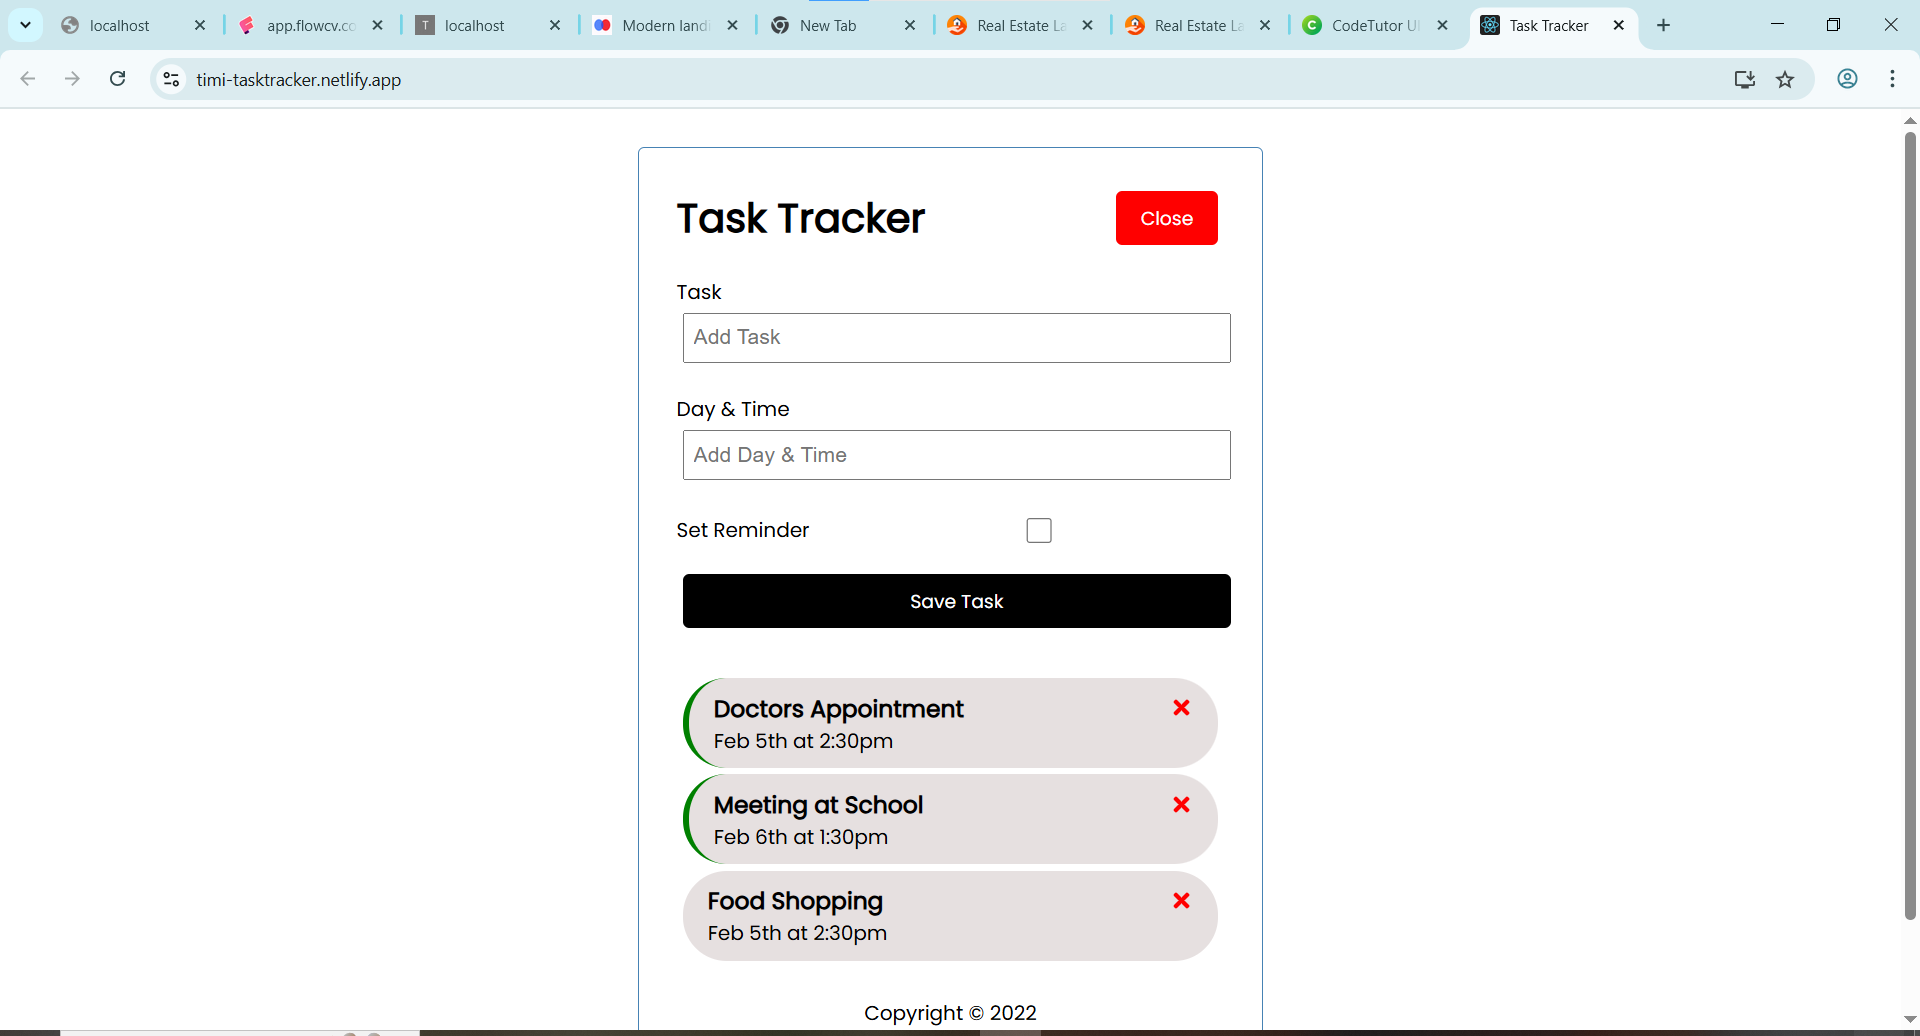 localhost
app.flowcv.co
T
localhost
Modern landi
New Tab
Real Estate La
Real Estate La
C
CodeTutor UI
Task Tracker
timi-tasktracker.netlify.app
Task Tracker
Close
Task
Add Task
Day & Time
Add Day & Time
Set Reminder
Save Task
Doctors Appointment
Feb 5th at 2:30pm
Meeting at School
Feb 6th at 1:30pm
Food Shopping
Feb 5th at 2:30pm
Copyright © 2022